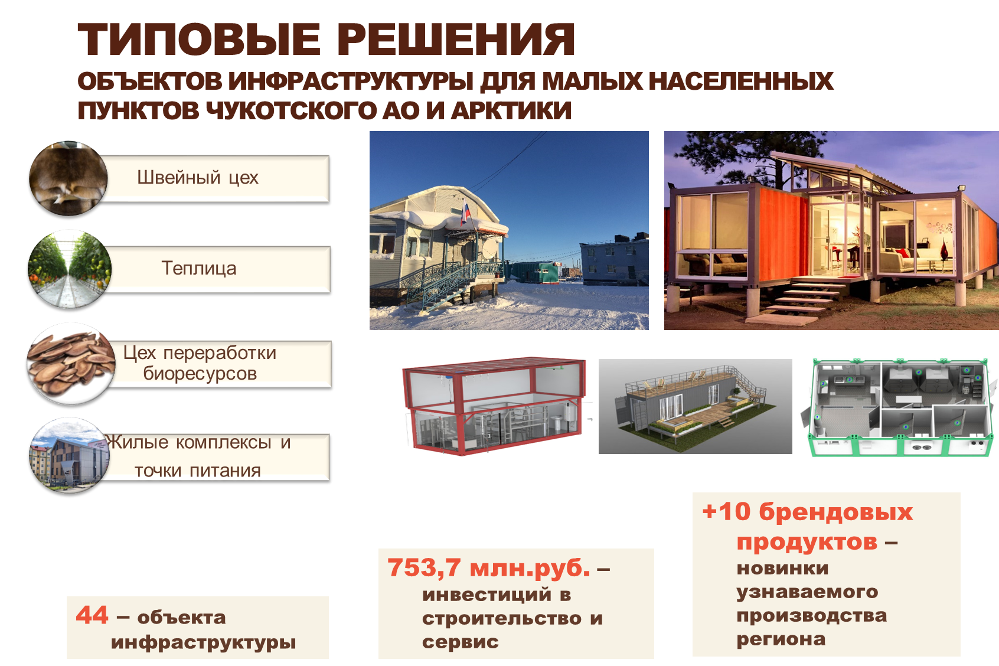 ТИПОВЫЕ РЕШЕНИЯ
ОБЪЕКТОВ ИНФРАСТРУКТУРЫ ДЛЯ МАЛЫХ НАСЕЛЕННЫХ
ПУНКТОВ ЧУКОТСКОГО АО И АРКТИКИ
Швейный цех
Теплица
Цех переработки
биоресурсов
Жилые комплексы и
точки питания
44 – объекта
инфраструктуры
753,7 млн.руб. –
инвестиций в
строительство и
сервис
+10 брендовых
продуктов –
новинки
узнаваемого
производства
региона